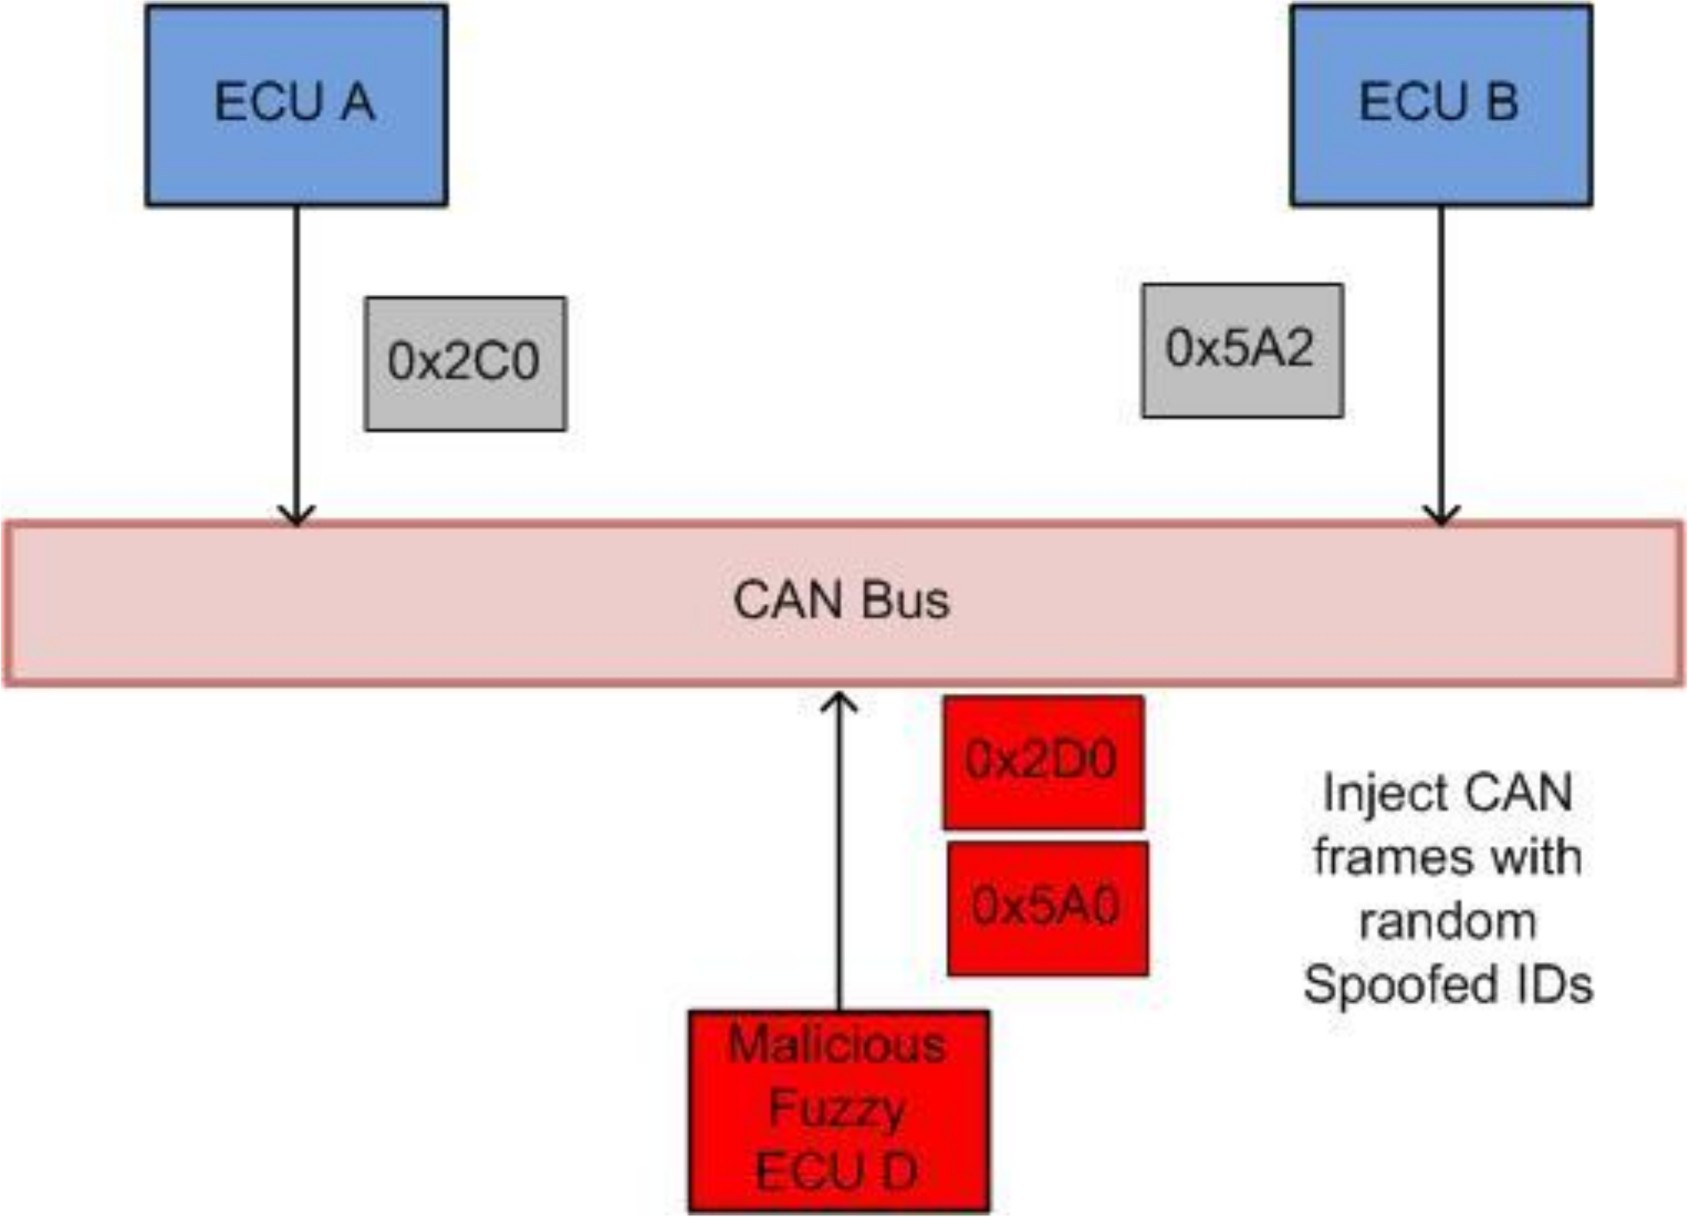 ECU A
ECU B
0x2C0
0x5A2
CAN Bus
0x2D0
0x5A0
Inject CAN
frames with
random
Spoofed IDs
Malicious
Fuzzy
ECU D